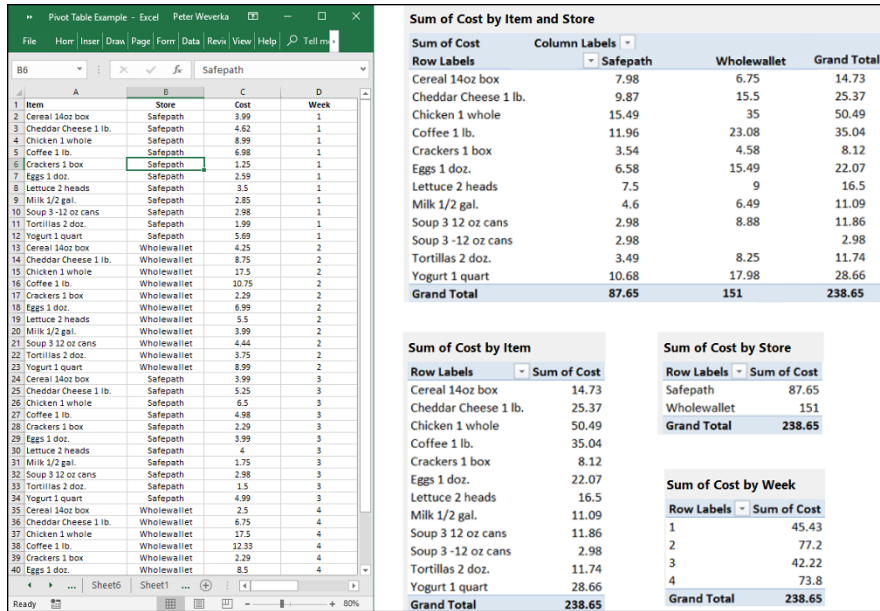 Pivot Table Example - Excel Peter Weverka
File Horr Inser Draw Page Form Data Revie View Help Tell m
B6 fx Safepath
A B C D
1 Item Store Cost Week
2 Cereal 14oz box Safepath 3.99 1
3 Cheddar Cheese 1 lb. Safepath 4.62 1
4 Chicken 1 whole Safepath 8.99 1
5 Coffee 1 lb. Safepath 6.98 1
6 Crackers 1 box Safepath 1.25 1
7 Eggs 1 doz. Safepath 2.59 1
8 Lettuce 2 heads Safepath 3.5 1
9 Milk 1/2 gal. Safepath 2.85 1
10 Soup 3 -12 oz cans Safepath 2.98 1
11 Tortillas 2 doz. Safepath 1.99 1
12 Yogurt 1 quart Safepath 5.69 1
13 Cereal 14oz box Wholewallet 4.25 2
14 Cheddar Cheese 1 lb. Wholewallet 8.75 2
15 Chicken 1 whole Wholewallet 17.5 2
16 Coffee 1 lb. Wholewallet 10.75 2
17 Crackers 1 box Wholewallet 2.29 2
18 Eggs 1 doz. Wholewallet 6.99 2
19 Lettuce 2 heads Wholewallet 5.5 2
20 Milk 1/2 gal. Wholewallet 3.99 2
21 Soup 3 12 oz cans Wholewallet 4.44 2
22 Tortillas 2 doz. Wholewallet 3.75 2
23 Yogurt 1 quart Wholewallet 8.99 2
24 Cereal 14oz box Safepath 3.99 3
25 Cheddar Cheese 1 lb. Safepath 5.25 3
26 Chicken 1 whole Safepath 6.5 3
27 Coffee 1 lb. Safepath 4.98 3
28 Crackers 1 box Safepath 2.29 3
29 Eggs 1 doz. Safepath 3.99 3
30 Lettuce 2 heads Safepath 4 3
31 Milk 1/2 gal. Safepath 1.75 3
32 Soup 3 12 oz cans Safepath 2.98 3
33 Tortillas 2 doz. Safepath 1.5 3
34 Yogurt 1 quart Safepath 4.99 3
35 Cereal 14oz box Wholewallet 2.5 4
36 Cheddar Cheese 1 lb. Wholewallet 6.75 4
37 Chicken 1 whole Wholewallet 17.5 4
38 Coffee 1 lb. Wholewallet 12.33 4
39 Crackers 1 box Wholewallet 2.29 4
40 Eggs 1 doz. Wholewallet 8.5 4
... Sheet6 Sheet1 ...
Ready 80%
Sum of Cost by Item and Store
Sum of Cost Column Labels
Row Labels Safepath Wholewallet Grand Total
Cereal 14oz box 7.98 6.75 14.73
Cheddar Cheese 1 lb. 9.87 15.5 25.37
Chicken 1 whole 15.49 35 50.49
Coffee 1 lb. 11.96 23.08 35.04
Crackers 1 box 3.54 4.58 8.12
Eggs 1 doz. 6.58 15.49 22.07
Lettuce 2 heads 7.5 9 16.5
Milk 1/2 gal. 4.6 6.49 11.09
Soup 3 12 oz cans 2.98 8.88 11.86
Soup 3 -12 oz cans 2.98 2.98
Tortillas 2 doz. 3.49 8.25 11.74
Yogurt 1 quart 10.68 17.98 28.66
Grand Total 87.65 151 238.65
Sum of Cost by Item
Row Labels Sum of Cost
Cereal 14oz box 14.73
Cheddar Cheese 1 lb. 25.37
Chicken 1 whole 50.49
Coffee 1 lb. 35.04
Crackers 1 box 8.12
Eggs 1 doz. 22.07
Lettuce 2 heads 16.5
Milk 1/2 gal. 11.09
Soup 3 12 oz cans 11.86
Soup 3 -12 oz cans 2.98
Tortillas 2 doz. 11.74
Yogurt 1 quart 28.66
Grand Total 238.65
Sum of Cost by Store
Row Labels Sum of Cost
Safepath 87.65
Wholewallet 151
Grand Total 238.65
Sum of Cost by Week
Row Labels Sum of Cost
1 45.43
2 77.2
3 42.22
4 73.8
Grand Total 238.65